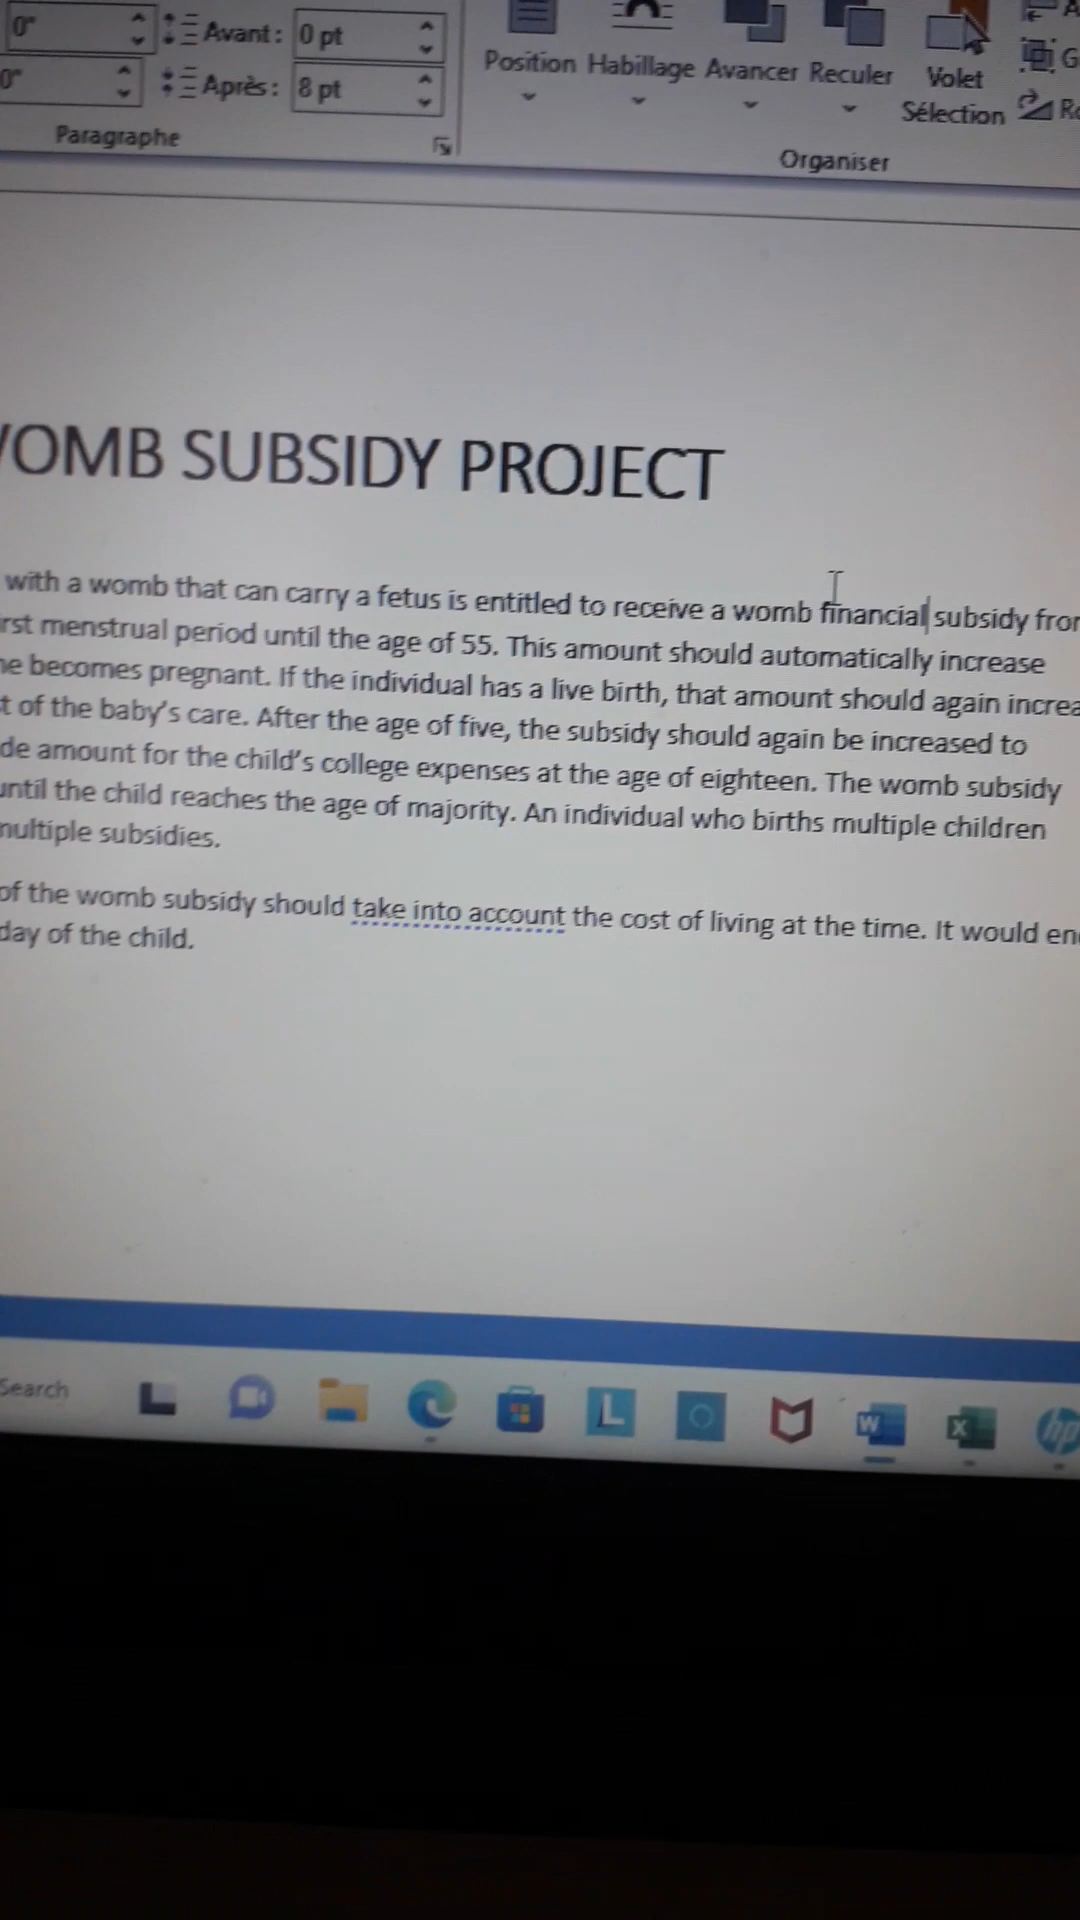 0"
Avant : 0 pt
0"
Après : 8 pt
Paragraphe
Position Habillage Avancer Reculer Volet
Sélection
Organiser
OMB SUBSIDY PROJECT
with a womb that can carry a fetus is entitled to receive a womb financial subsidy from
irst menstrual period until the age of 55. This amount should automatically increase
he becomes pregnant. If the individual has a live birth, that amount should again increa
t of the baby's care. After the age of five, the subsidy should again be increased to
de amount for the child's college expenses at the age of eighteen. The womb subsidy
until the child reaches the age of majority. An individual who births multiple children
multiple subsidies.
of the womb subsidy should take into account the cost of living at the time. It would en
day of the child.
Search
L
W
X
hp